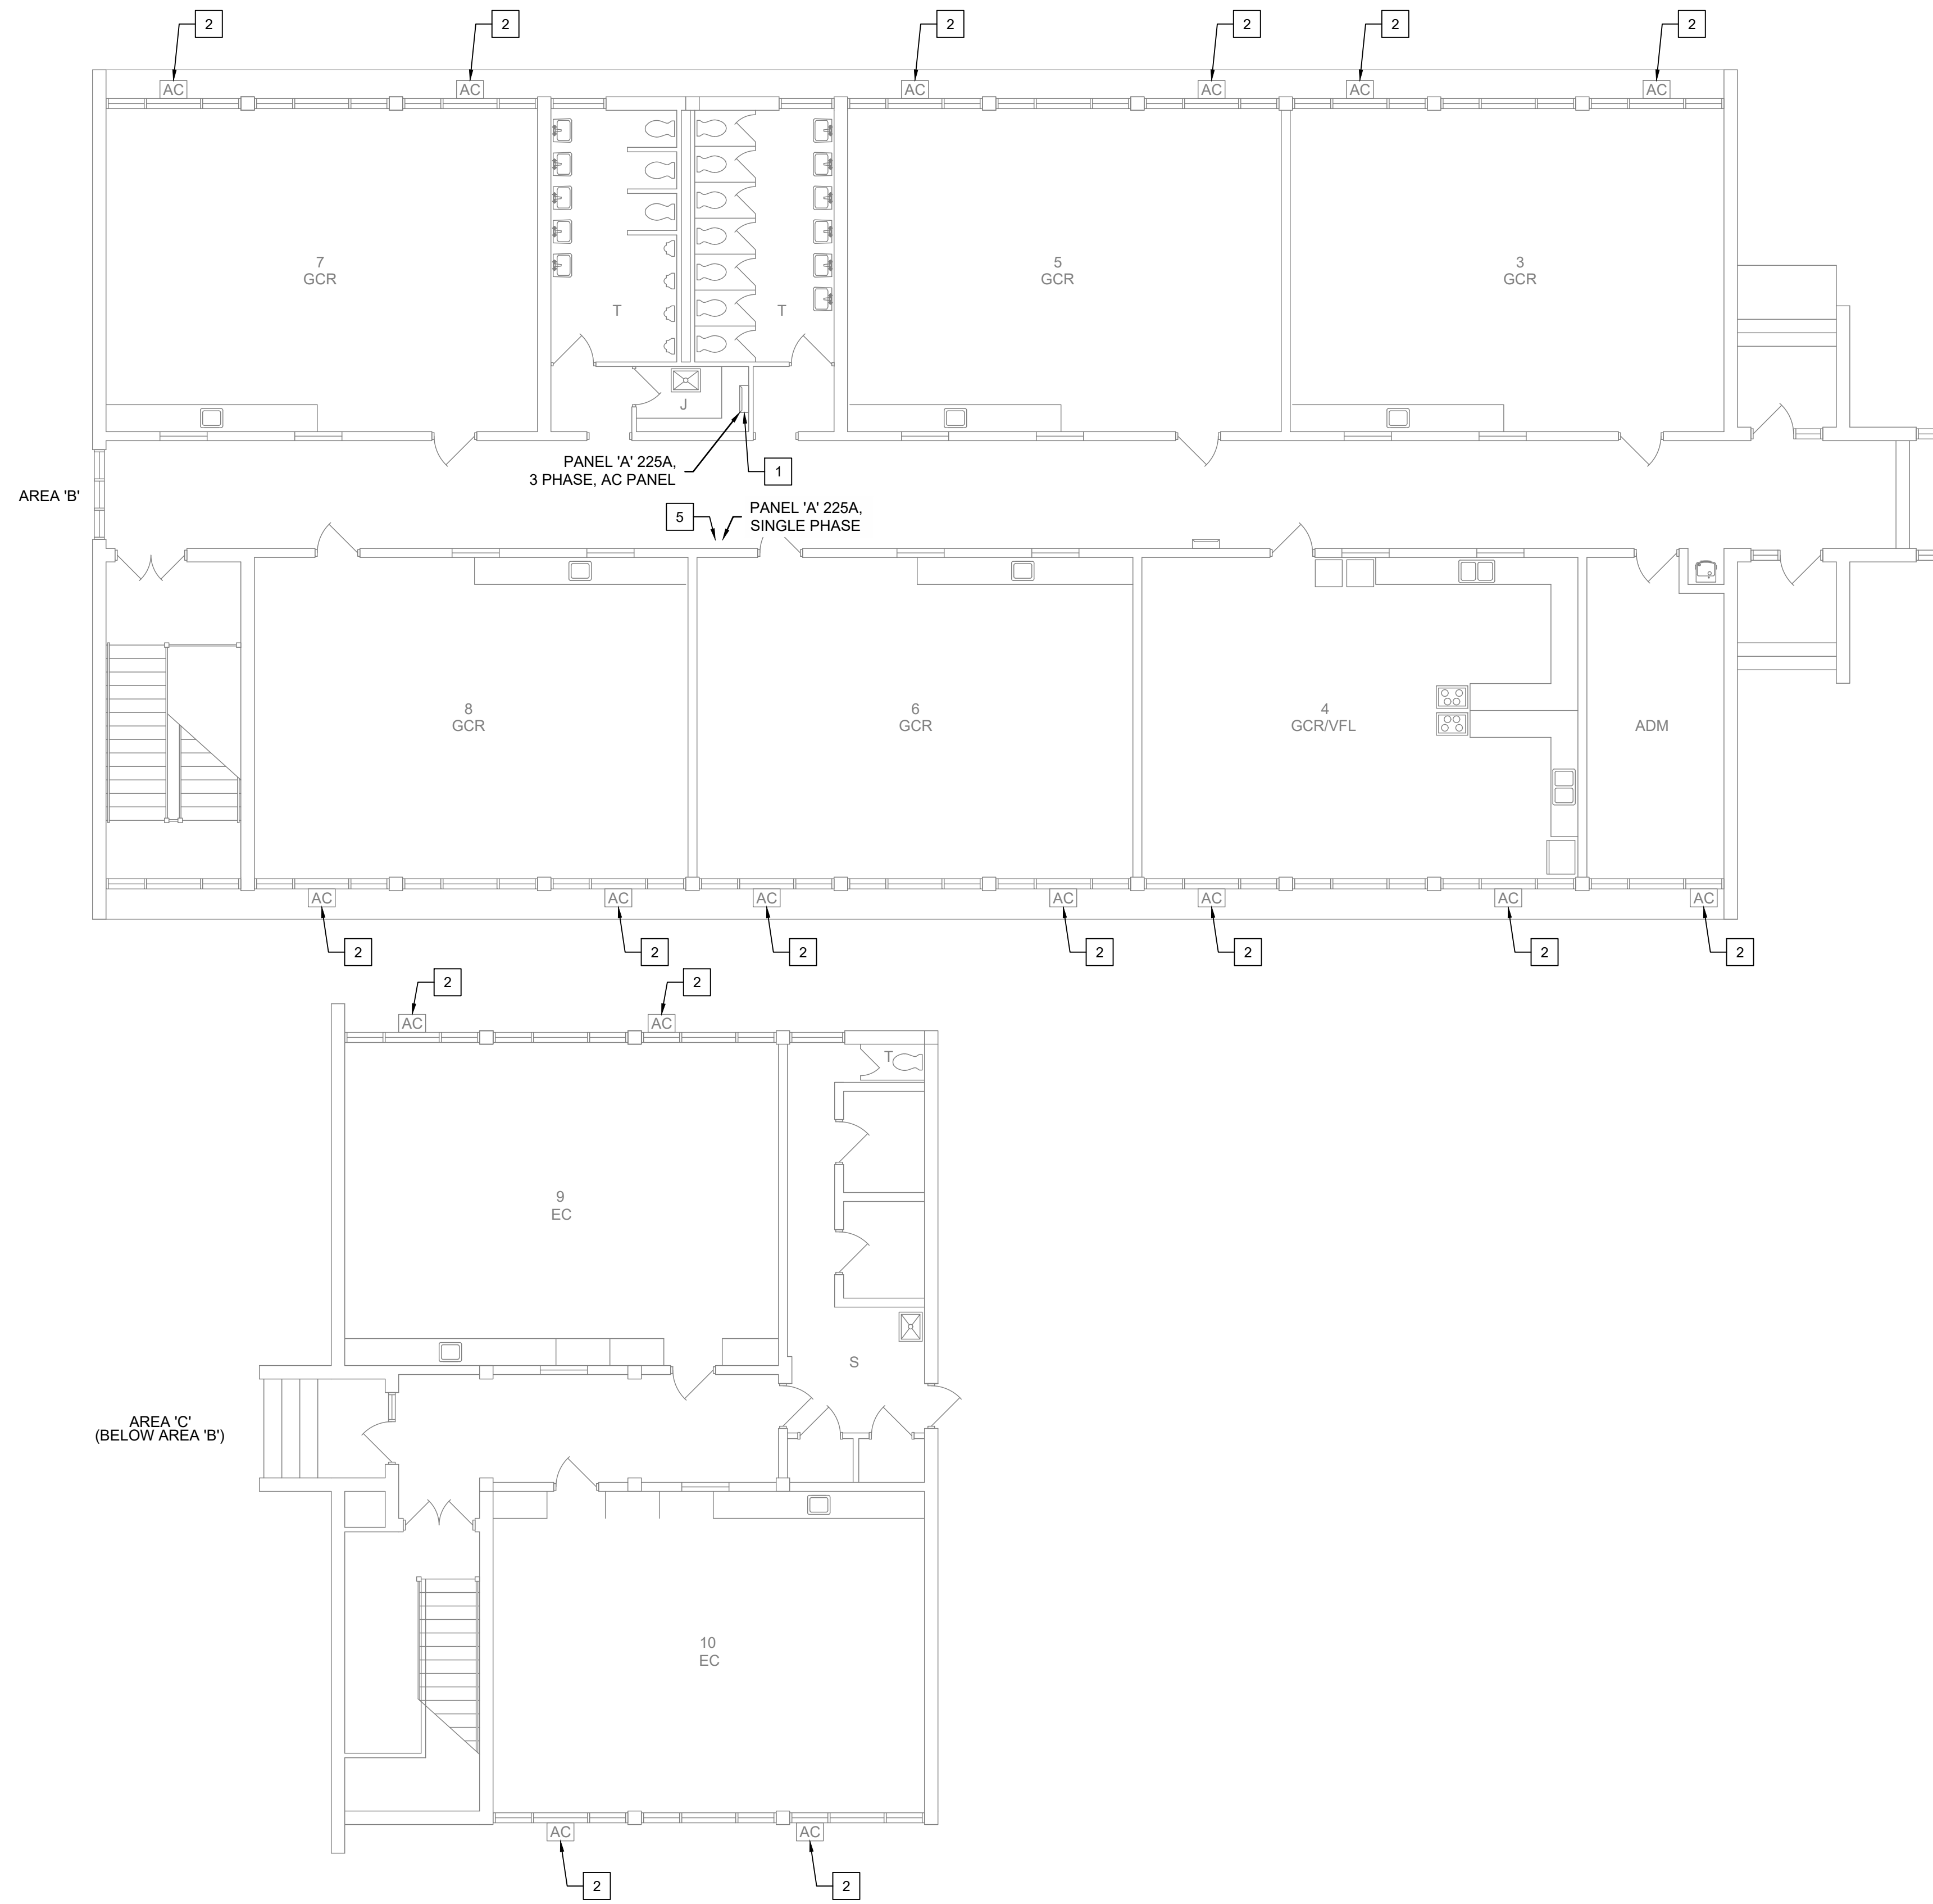 2
2
2
2
2
2
AC
AC
AC
AC
AC
AC
7
GCR
T
T
5
GCR
3
GCR
J
PANEL 'A' 225A,
3 PHASE, AC PANEL
1
AREA 'B'
5
PANEL 'A' 225A,
SINGLE PHASE
8
GCR
6
GCR
4
GCR/VFL
ADM
AC
AC
AC
AC
AC
AC
AC
2
2
2
2
2
2
2
2
2
AC
AC
T
9
EC
S
AREA 'C'
(BELOW AREA 'B')
10
EC
AC
AC
2
2